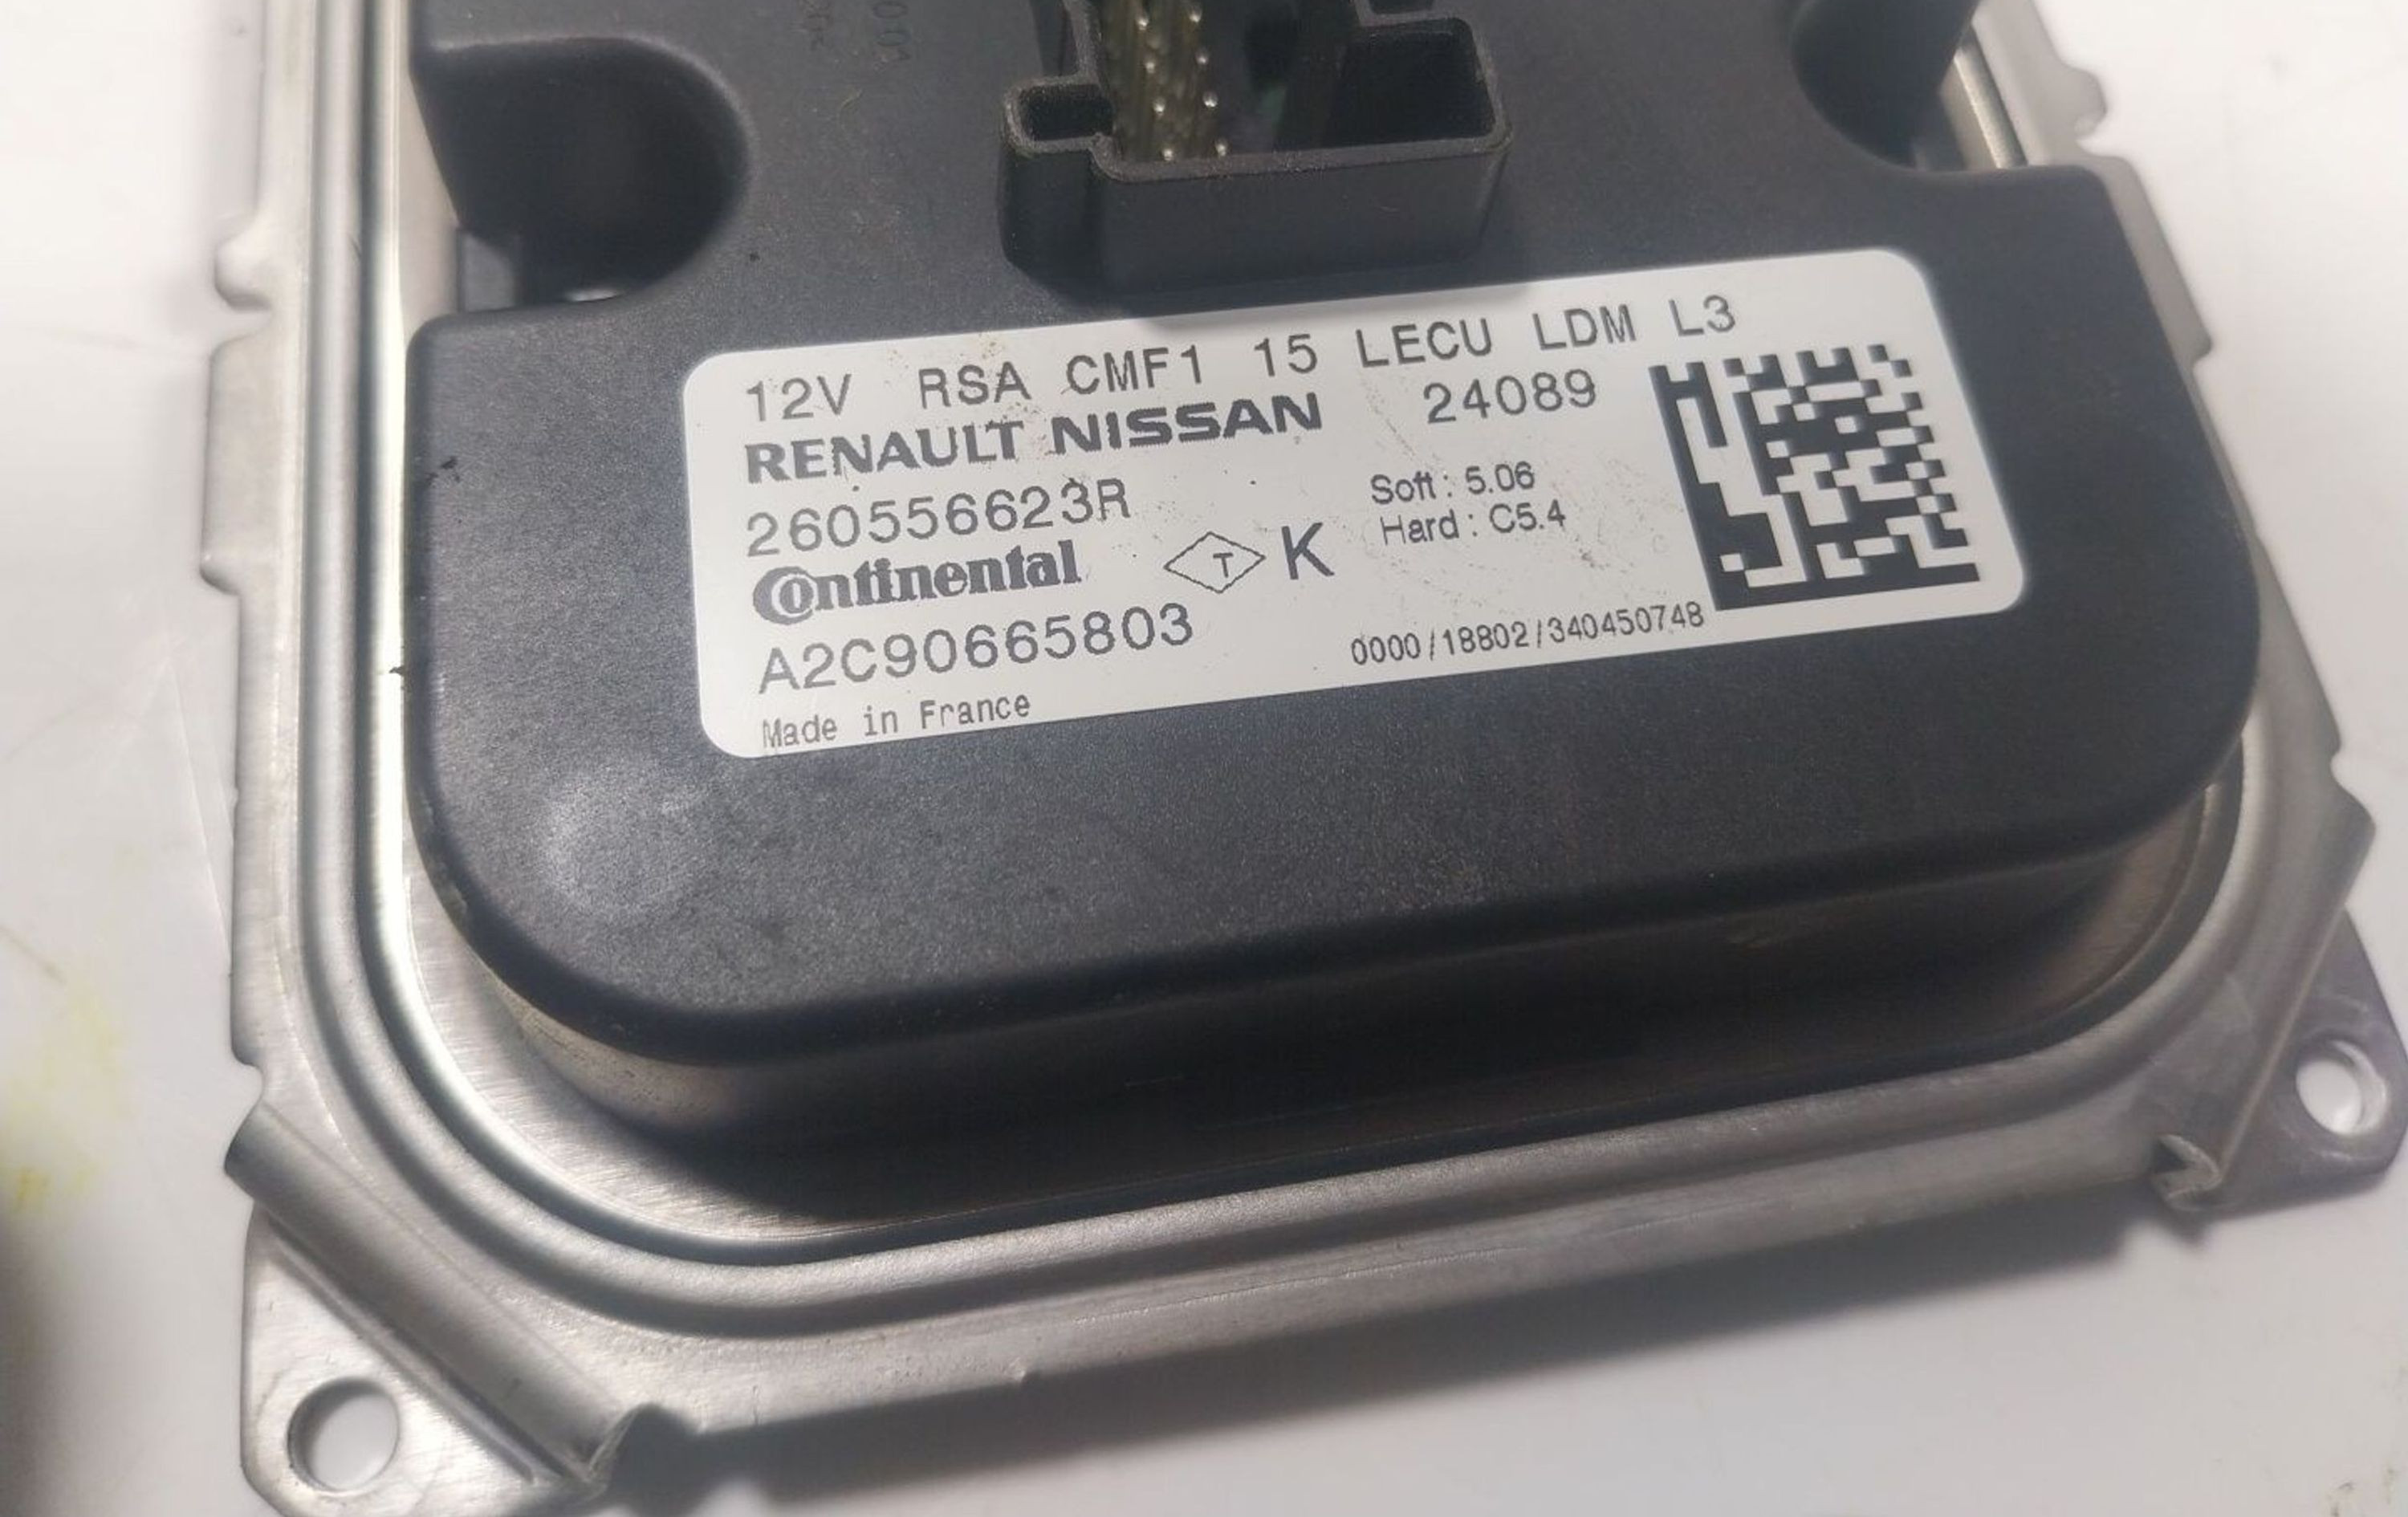 12V RSA CMF1 15 LECU LDM L3
RENAULT NISSAN 24089
260556623R
Soft : 5.06
Hard : C5.4
Continental T K
A2C90665803
0000/18802/340450748
Made in France